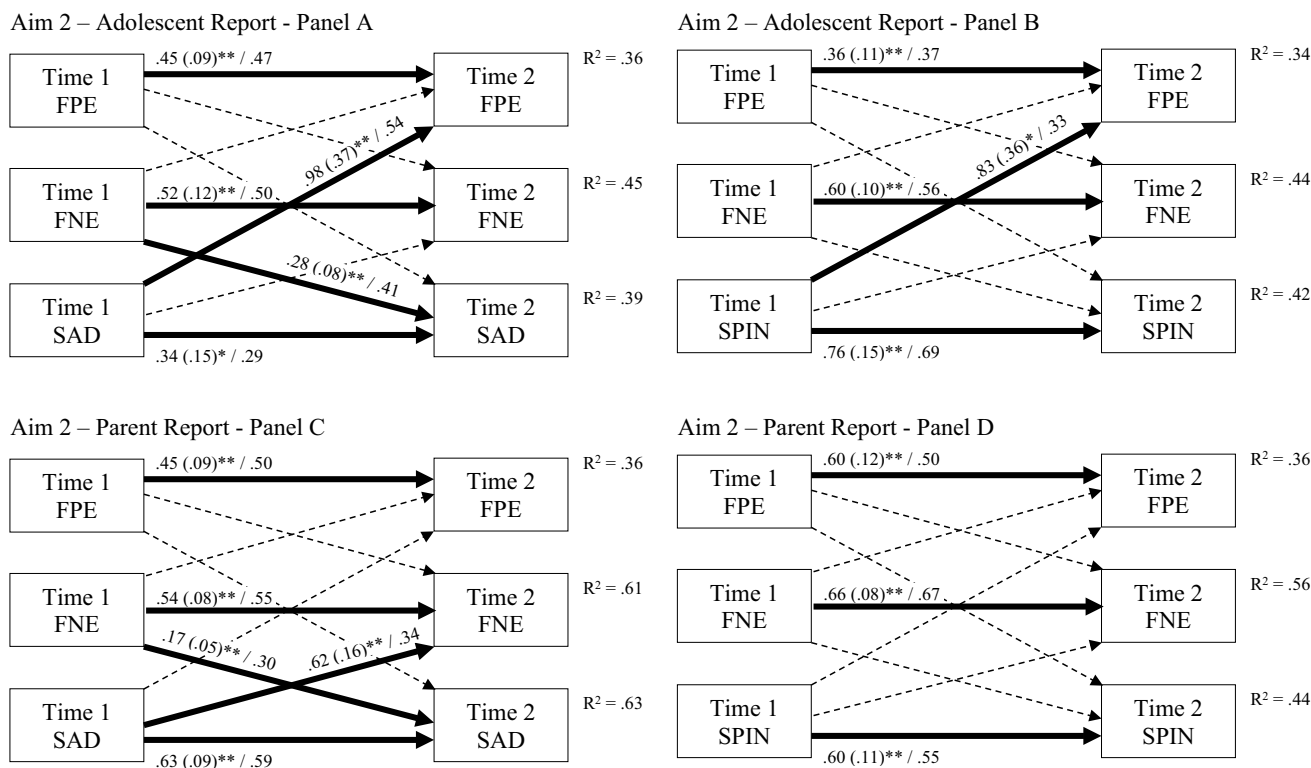 Aim 2 – Adolescent Report - Panel A
.45 (.09)** / .47
R² = .36
Time 1
FPE
Time 2
FPE
.98 (.37)** / .54
Time 1
FNE
.52 (.12)** / .50
Time 2
FNE
R² = .45
.28 (.08)** / .41
Time 1
SAD
Time 2
SAD
R² = .39
.34 (.15)* / .29
Aim 2 – Adolescent Report - Panel B
.36 (.11)** / .37
R² = .34
Time 1
FPE
Time 2
FPE
.83 (.36)* / .33
Time 1
FNE
.60 (.10)** / .56
Time 2
FNE
R² = .44
Time 1
SPIN
Time 2
SPIN
R² = .42
.76 (.15)** / .69
Aim 2 – Parent Report - Panel C
.45 (.09)** / .50
R² = .36
Time 1
FPE
Time 2
FPE
Time 1
FNE
.54 (.08)** / .55
Time 2
FNE
R² = .61
.17 (.05)** / .30
.62 (.16)** / .34
Time 1
SAD
Time 2
SAD
R² = .63
.63 (.09)** / .59
Aim 2 – Parent Report - Panel D
.60 (.12)** / .50
R² = .36
Time 1
FPE
Time 2
FPE
Time 1
FNE
.66 (.08)** / .67
Time 2
FNE
R² = .56
Time 1
SPIN
Time 2
SPIN
R² = .44
.60 (.11)** / .55